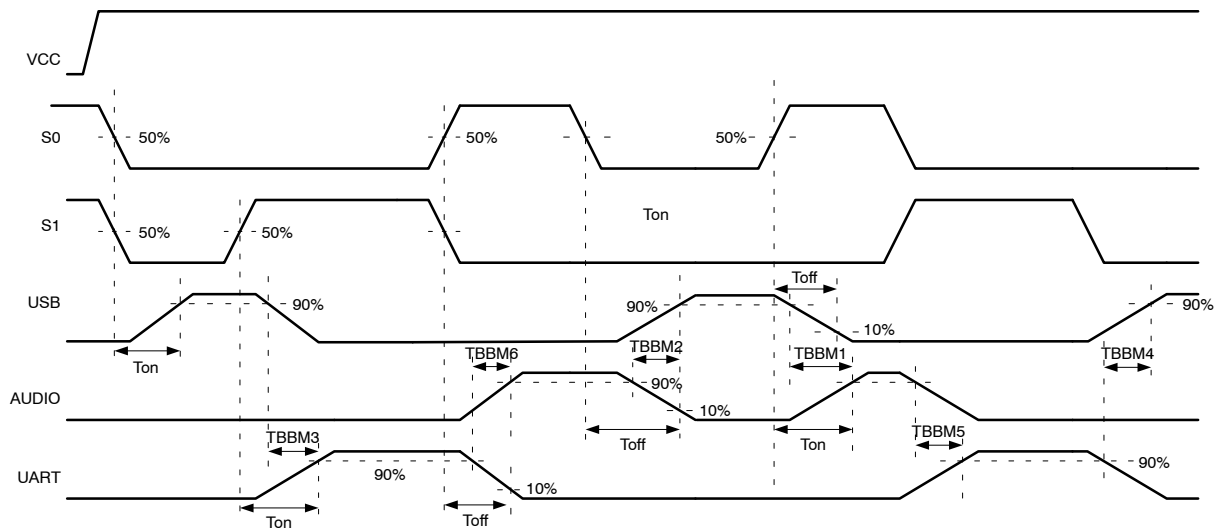 VCC
S0
50%
50%
50%
S1
50%
50%
Ton
USB
90%
90%
Toff
10%
90%
Ton
TBBM6
TBBM2
TBBM1
TBBM4
AUDIO
90%
10%
TBBM3
Toff
Ton
TBBM5
UART
90%
10%
90%
Ton
Toff